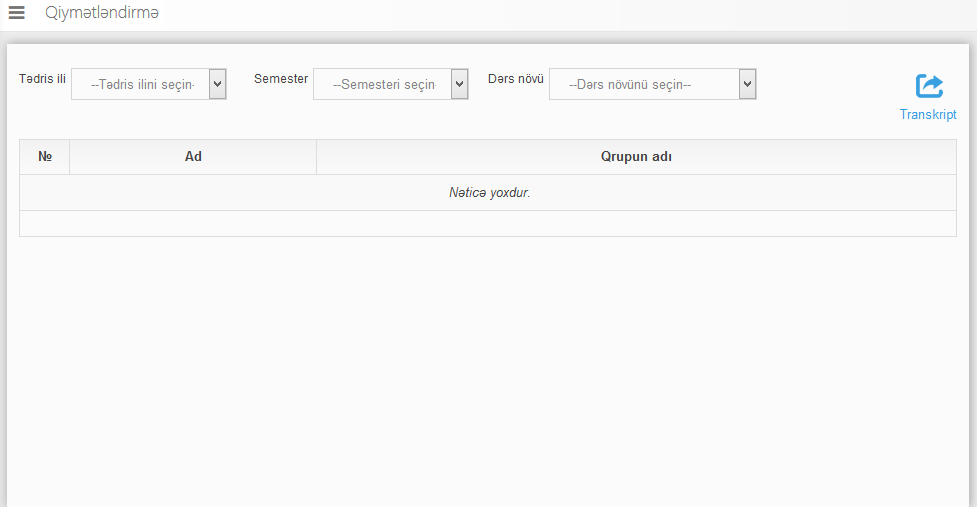 Qiymətləndirmə
Tədris ili --Tədris ilini seçin- Semester --Semesteri seçin- Dərs növü --Dərs növünü seçin--
Transkript
№ Ad Qrupun adı
Nəticə yoxdur.